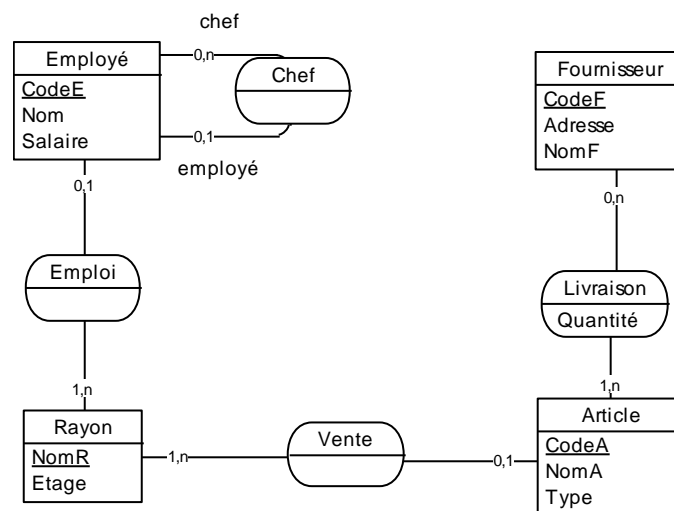 chef
Employé
CodeE
Nom
Salaire
0,n
Chef
0,1
employé
Fournisseur
CodeF
Adresse
NomF
0,1
0,n
Emploi
Livraison
Quantité
1,n
1,n
Rayon
NomR
Etage
1,n
Vente
0,1
Article
CodeA
NomA
Type